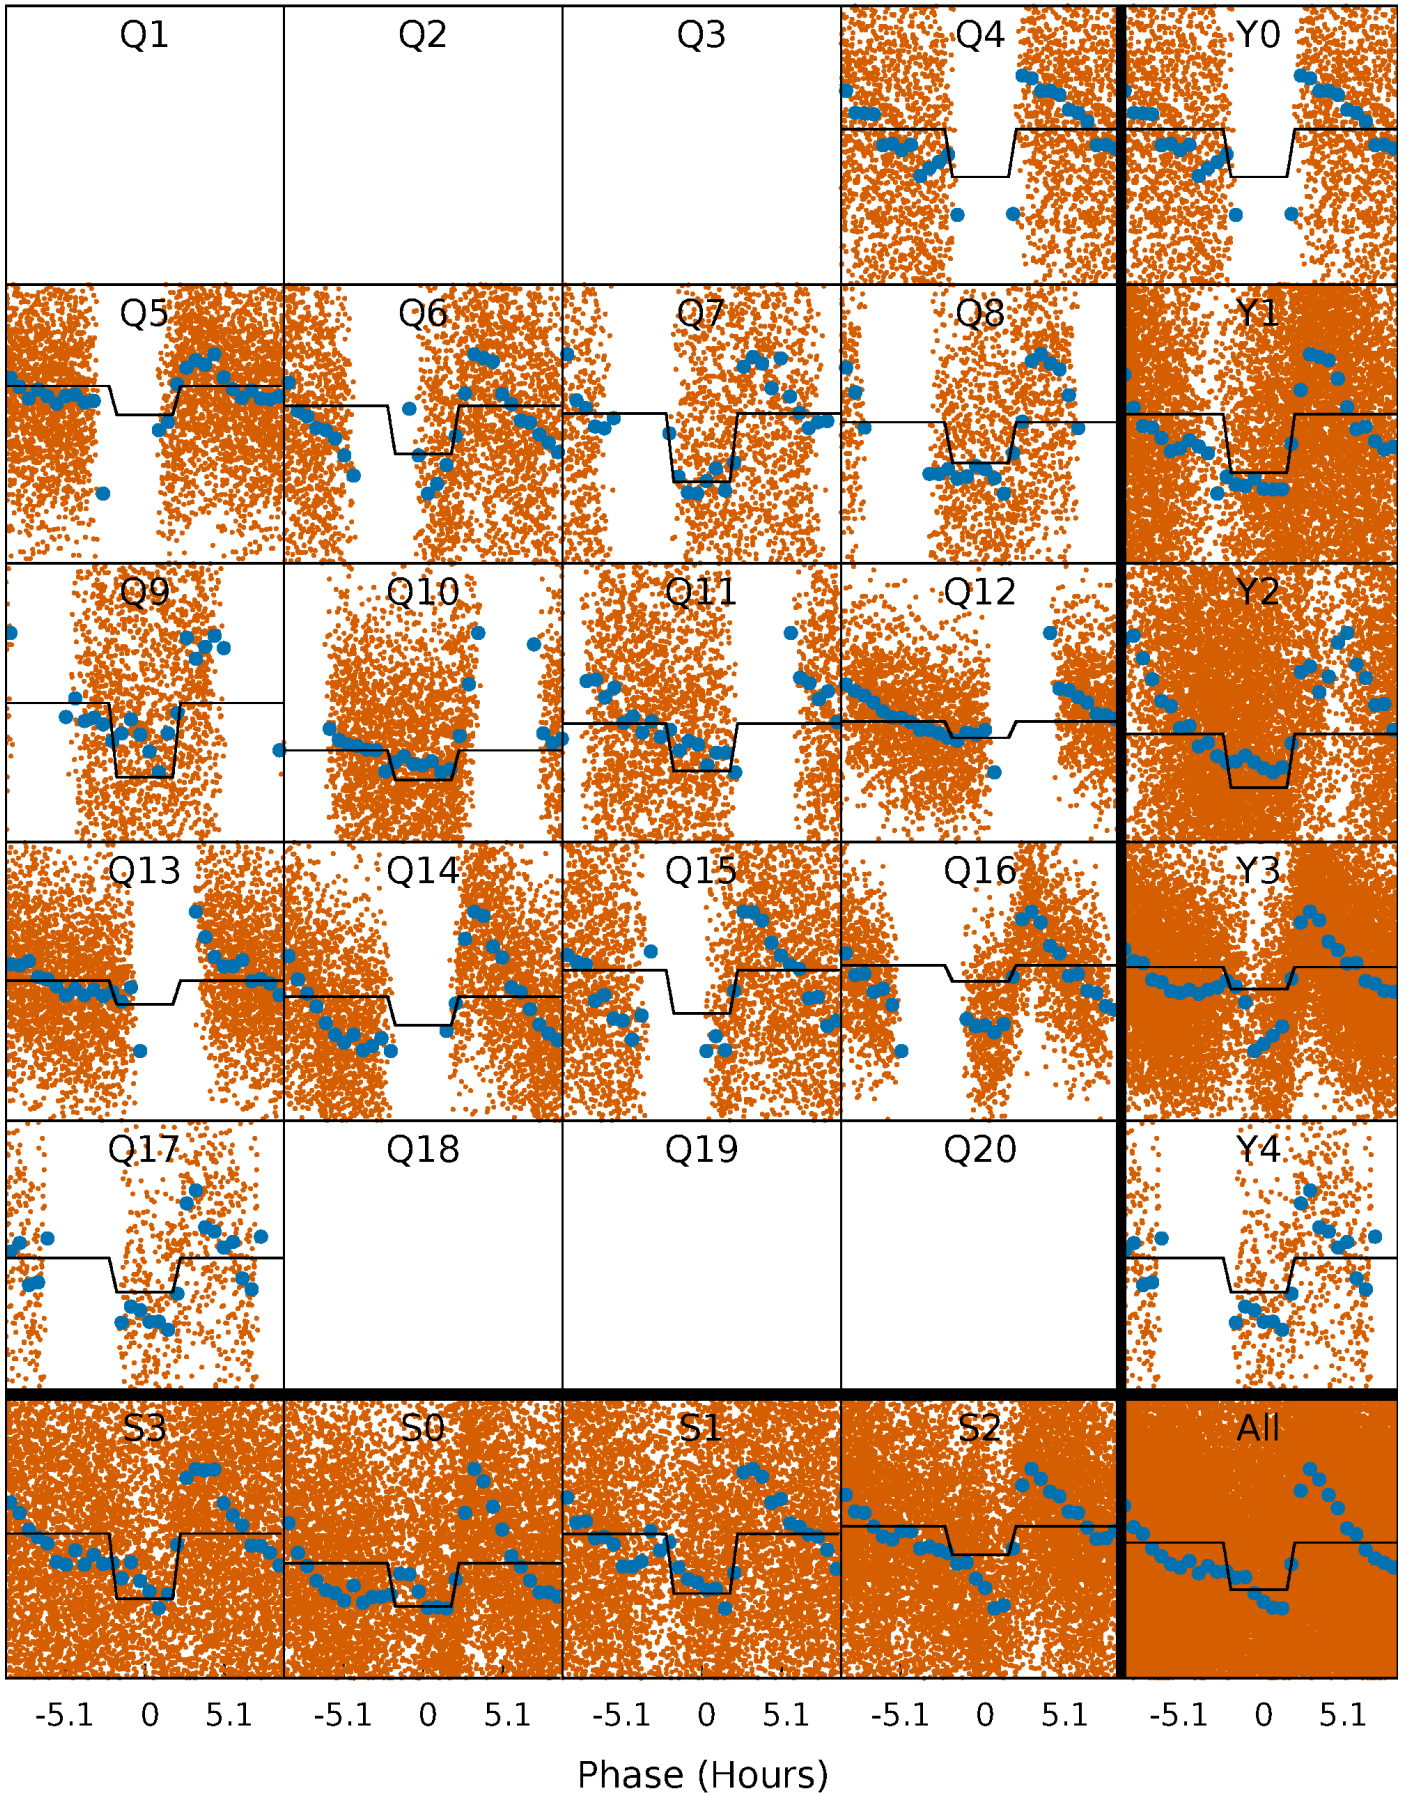 Q1 Q2 Q3 Q4 Y0
Q5 Q6 Q7 Q8 Y1
Q9 Q10 Q11 Q12 Y2
Q13 Q14 Q15 Q16 Y3
Q17 Q18 Q19 Q20 Y4
S3 S0 S1 S2 All
-5.1 0 5.1 -5.1 0 5.1 -5.1 0 5.1 -5.1 0 5.1 -5.1 0 5.1
Phase (Hours)